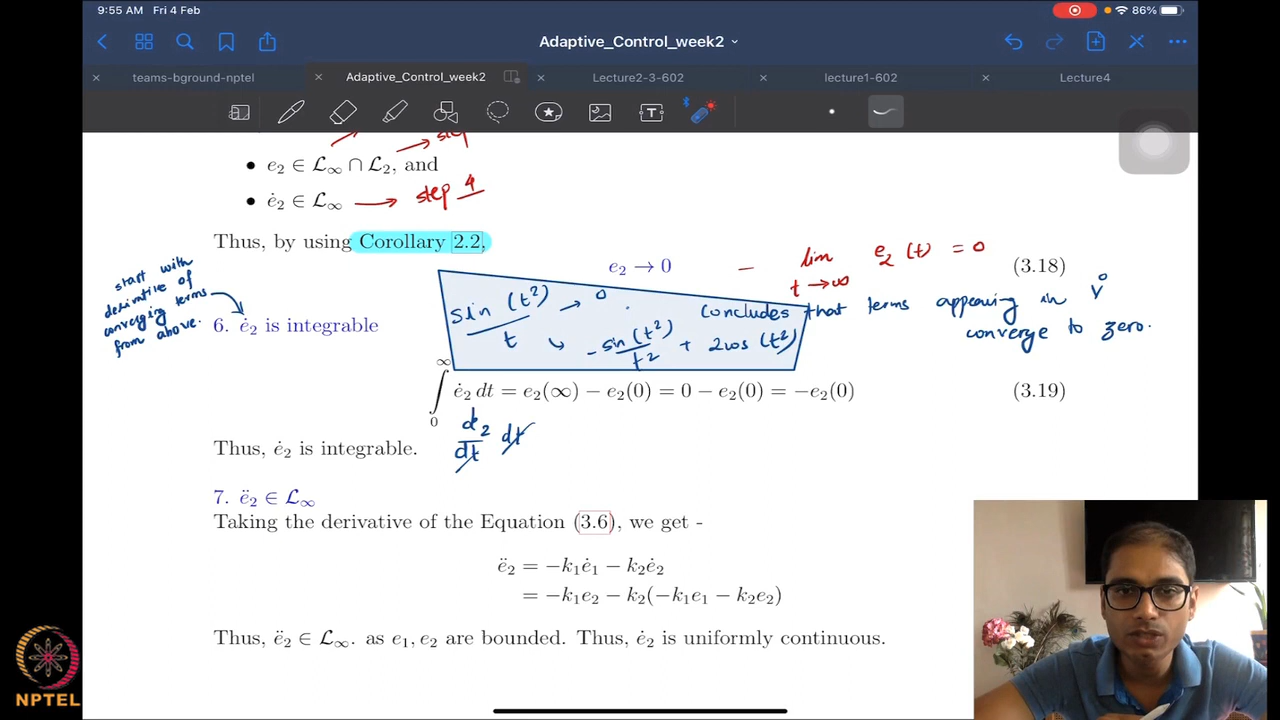 9:55 AM Fri 4 Feb
86%
Adaptive_Control_week2
teams-bground-nptel
Adaptive_Control_week2
Lecture2-3-602
lecture1-602
Lecture4
step
• e₂ ∈ 𝓛∞ ∩ 𝓛₂, and
• ė₂ ∈ 𝓛∞ → step 4
Thus, by using Corollary 2.2,
e₂ → 0 (3.18)
– lim e₂(t) = 0
t → ∞
start with
derivative of
converging terms
from above.
6. ė₂ is integrable
sin(t²)/t → 0
↘ -sin(t²)/t² + 2cos(t²)
Concludes that terms appearing in V̇
converge to zero.
∫₀^∞ ė₂ dt = e₂(∞) − e₂(0) = 0 − e₂(0) = −e₂(0) (3.19)
Thus, ė₂ is integrable.
7. ë₂ ∈ 𝓛∞
Taking the derivative of the Equation (3.6), we get -
ë₂ = −k₁ė₁ − k₂ė₂
= −k₁e₂ − k₂(−k₁e₁ − k₂e₂)
Thus, ë₂ ∈ 𝓛∞. as e₁, e₂ are bounded. Thus, ė₂ is uniformly continuous.
NPTEL